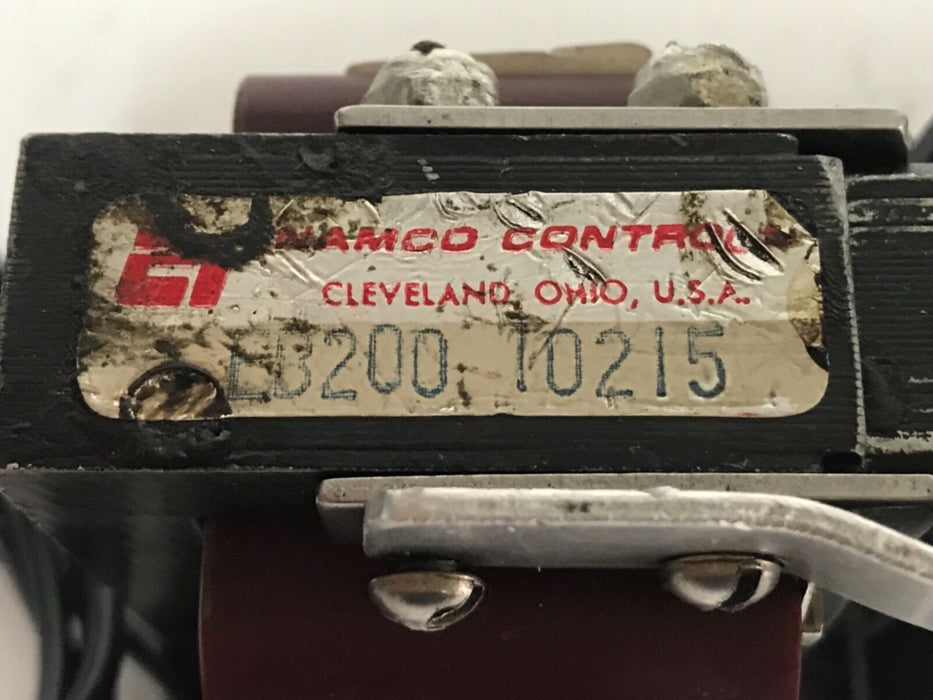 NAMCO CONTROLS
CLEVELAND, OHIO, U.S.A.
EB200 10215